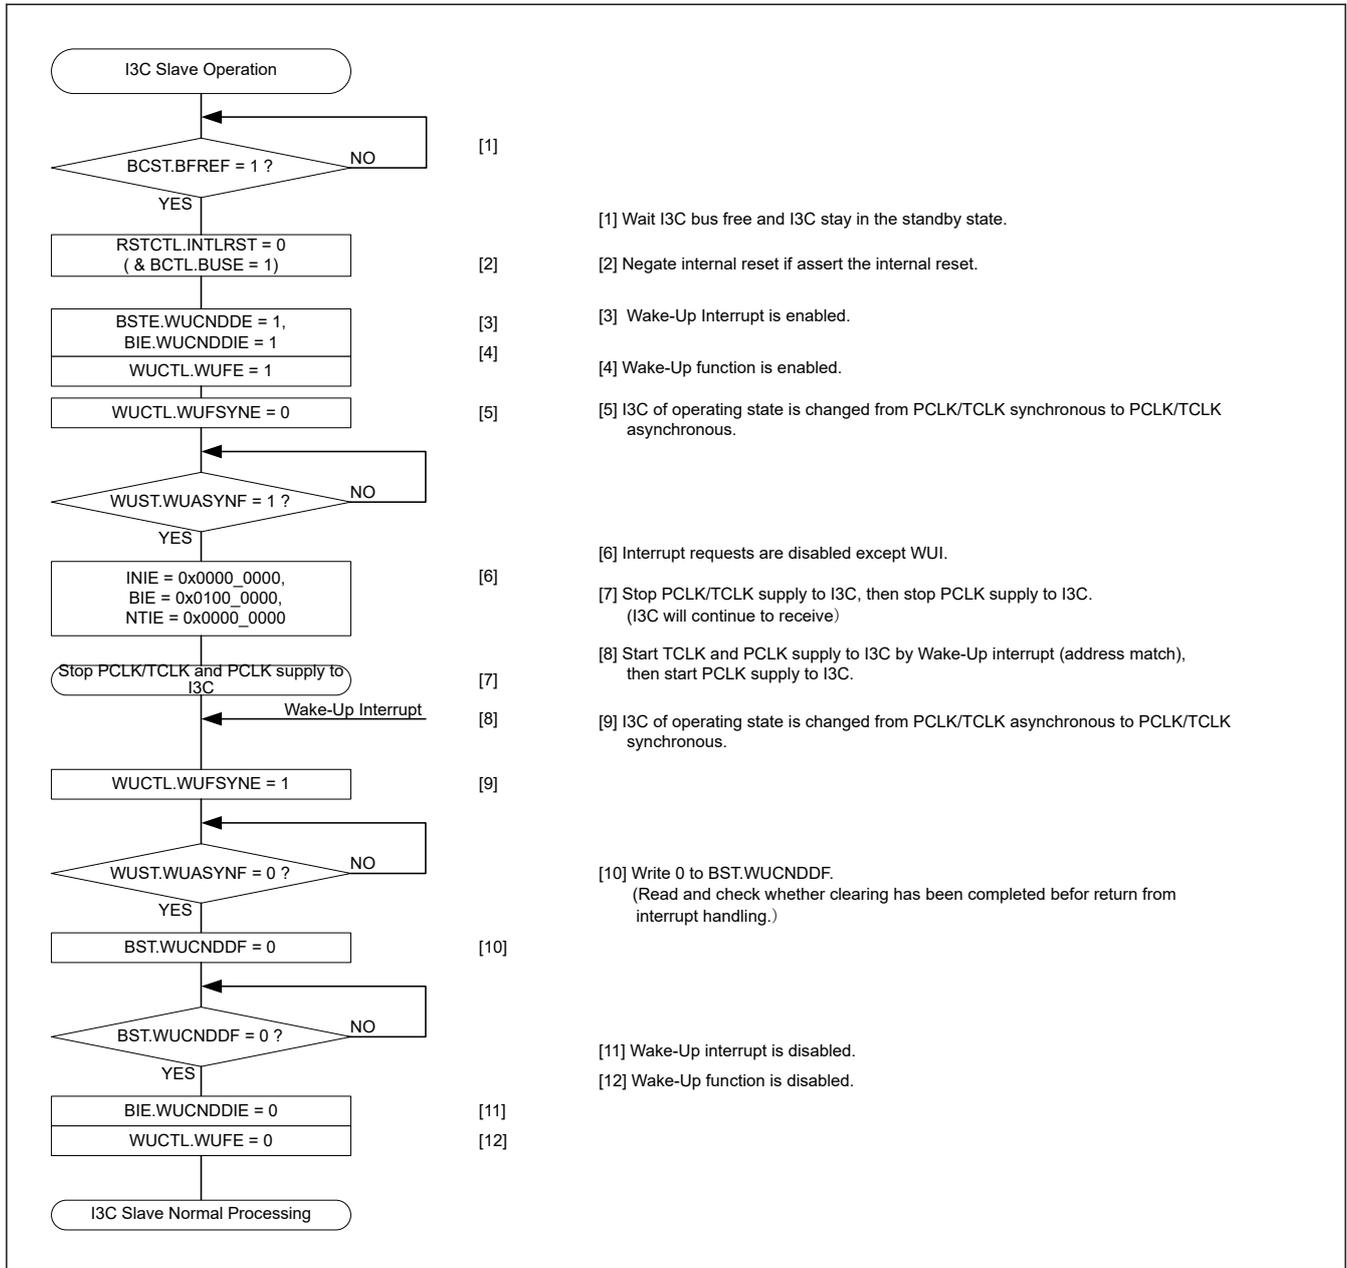 I3C Slave Operation
BCST.BFREF = 1 ?
NO
[1]
YES
[1] Wait I3C bus free and I3C stay in the standby state.
RSTCTL.INTLRST = 0
( & BCTL.BUSE = 1)
[2]
[2] Negate internal reset if assert the internal reset.
BSTE.WUCNDDE = 1,
BIE.WUCNDDIE = 1
[3]
[3] Wake-Up Interrupt is enabled.
[4]
WUCTL.WUFE = 1
[4] Wake-Up function is enabled.
WUCTL.WUFSYNE = 0
[5]
[5] I3C of operating state is changed from PCLK/TCLK synchronous to PCLK/TCLK
asynchronous.
WUST.WUASYNF = 1 ?
NO
YES
[6] Interrupt requests are disabled except WUI.
INIE = 0x0000_0000,
BIE = 0x0100_0000,
NTIE = 0x0000_0000
[6]
[7] Stop PCLK/TCLK supply to I3C, then stop PCLK supply to I3C.
(I3C will continue to receive）
[8] Start TCLK and PCLK supply to I3C by Wake-Up interrupt (address match),
then start PCLK supply to I3C.
Stop PCLK/TCLK and PCLK supply to
I3C
[7]
Wake-Up Interrupt
[8]
[9] I3C of operating state is changed from PCLK/TCLK asynchronous to PCLK/TCLK
synchronous.
WUCTL.WUFSYNE = 1
[9]
WUST.WUASYNF = 0 ?
NO
YES
[10] Write 0 to BST.WUCNDDF.
(Read and check whether clearing has been completed befor return from
interrupt handling.）
BST.WUCNDDF = 0
[10]
BST.WUCNDDF = 0 ?
NO
YES
[11] Wake-Up interrupt is disabled.
[12] Wake-Up function is disabled.
BIE.WUCNDDIE = 0
[11]
WUCTL.WUFE = 0
[12]
I3C Slave Normal Processing